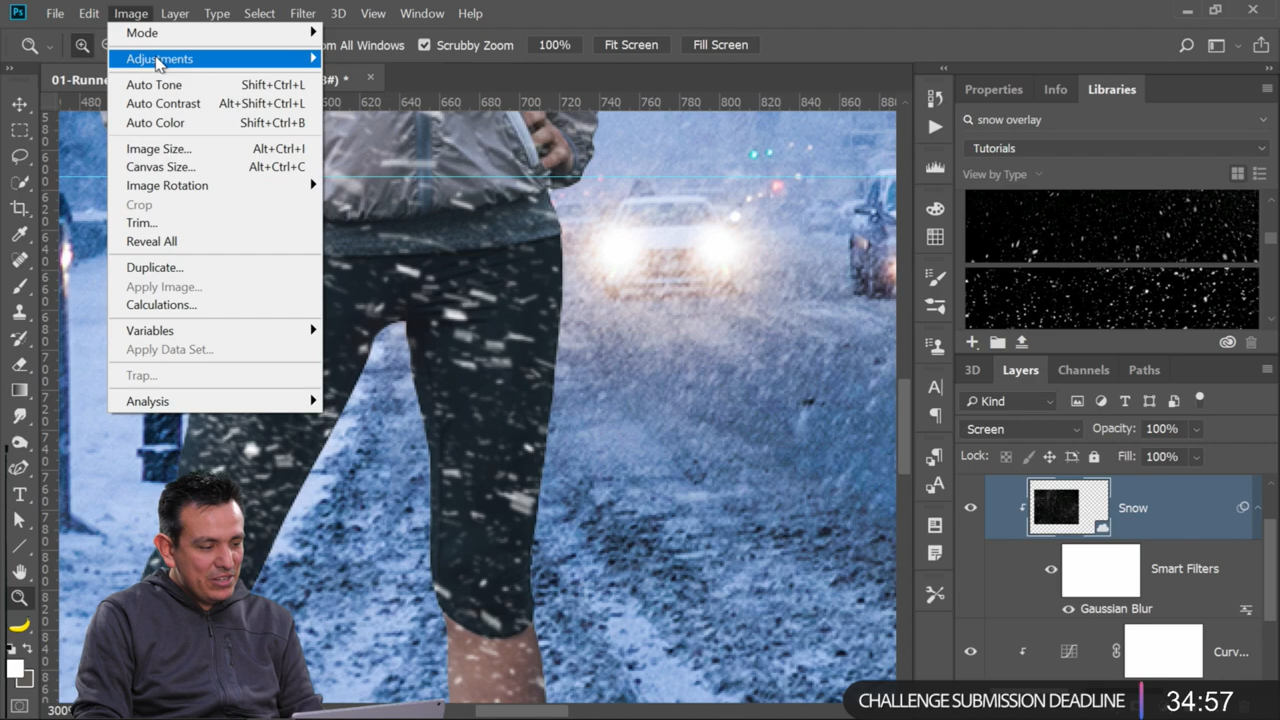 Ps File Edit Image Layer Type Select Filter 3D View Window Help
om All Windows Scrubby Zoom 100% Fit Screen Fill Screen
01-Runne #) * ×
480 600 620 640 660 680 700 720 740 760 780 800 820 840 860 88
Mode
Adjustments
Auto Tone Shift+Ctrl+L
Auto Contrast Alt+Shift+Ctrl+L
Auto Color Shift+Ctrl+B
Image Size... Alt+Ctrl+I
Canvas Size... Alt+Ctrl+C
Image Rotation
Crop
Trim...
Reveal All
Duplicate...
Apply Image...
Calculations...
Variables
Apply Data Set...
Trap...
Analysis
Properties Info Libraries
snow overlay
Tutorials
View by Type
3D Layers Channels Paths
Kind
Screen Opacity: 100%
Lock: Fill: 100%
Snow
Smart Filters
Gaussian Blur
Curv...
300%
CHALLENGE SUBMISSION DEADLINE 34:57